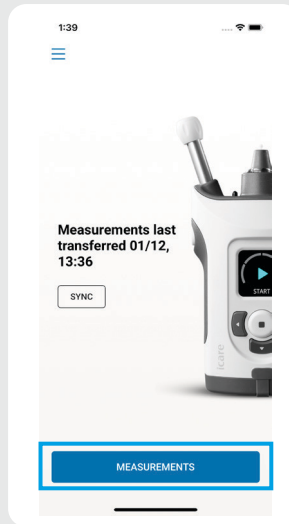 1:39
Measurements last
transferred 01/12,
13:36
SYNC
START
icare
MEASUREMENTS